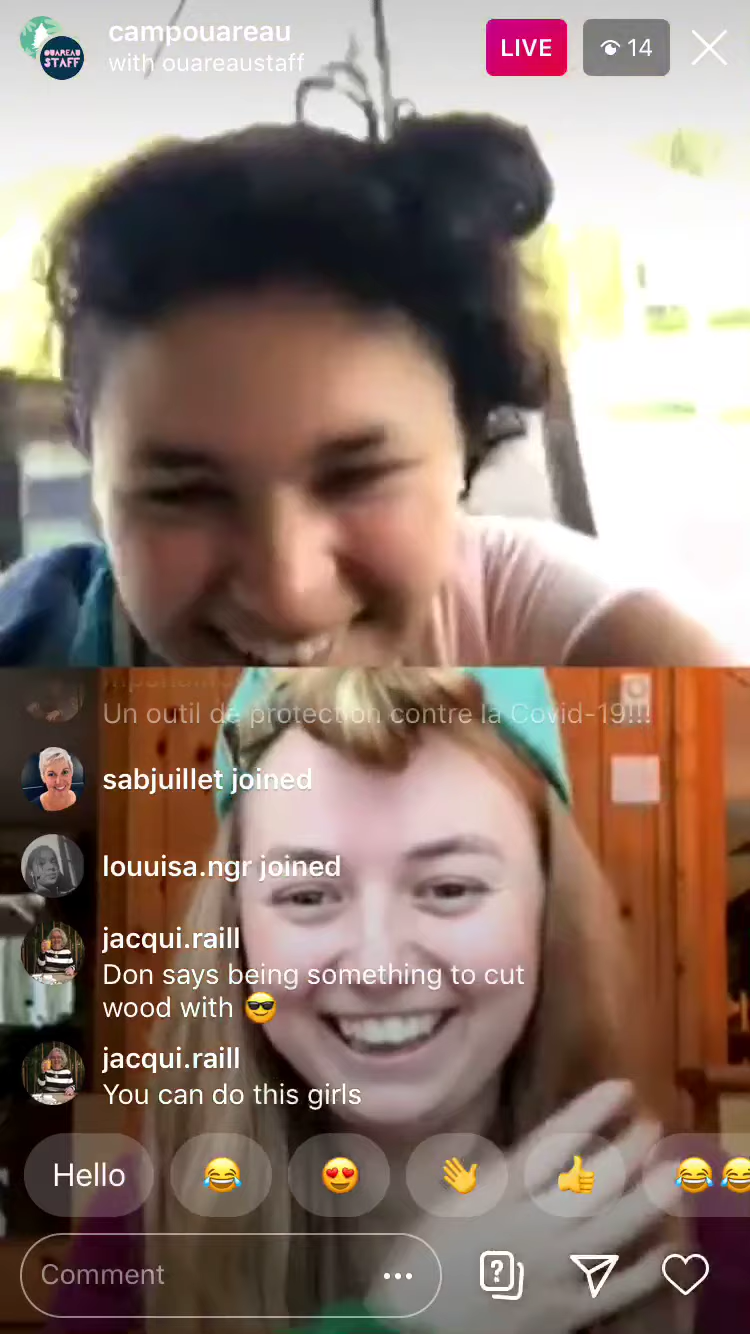 campouareau
with ouareaustaff
LIVE
14
OUAREAU
STAFF
Un outil de protection contre la Covid-19!!!
sabjuillet joined
louuisa.ngr joined
jacqui.raill
Don says being something to cut
wood with 😎
jacqui.raill
You can do this girls
Hello 😂 😍 👋 👍 😂😂
Comment